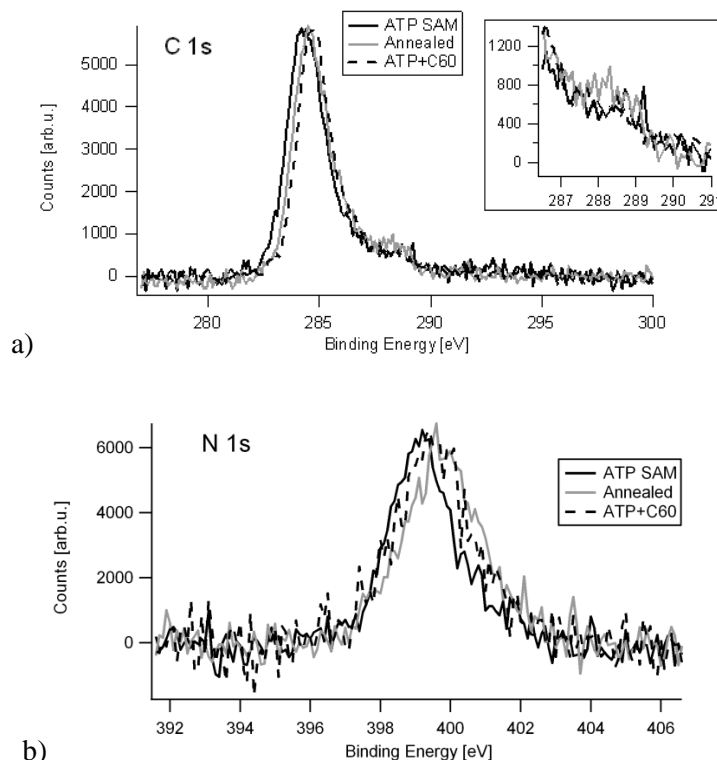 C 1s
ATP SAM
Annealed
ATP+C60
Counts [arb.u.]
5000
4000
3000
2000
1000
0
280
285
290
295
300
Binding Energy [eV]
1200
800
400
0
287
288
289
290
291
a)
N 1s
ATP SAM
Annealed
ATP+C60
Counts [arb.u.]
6000
4000
2000
0
392
394
396
398
400
402
404
406
Binding Energy [eV]
b)